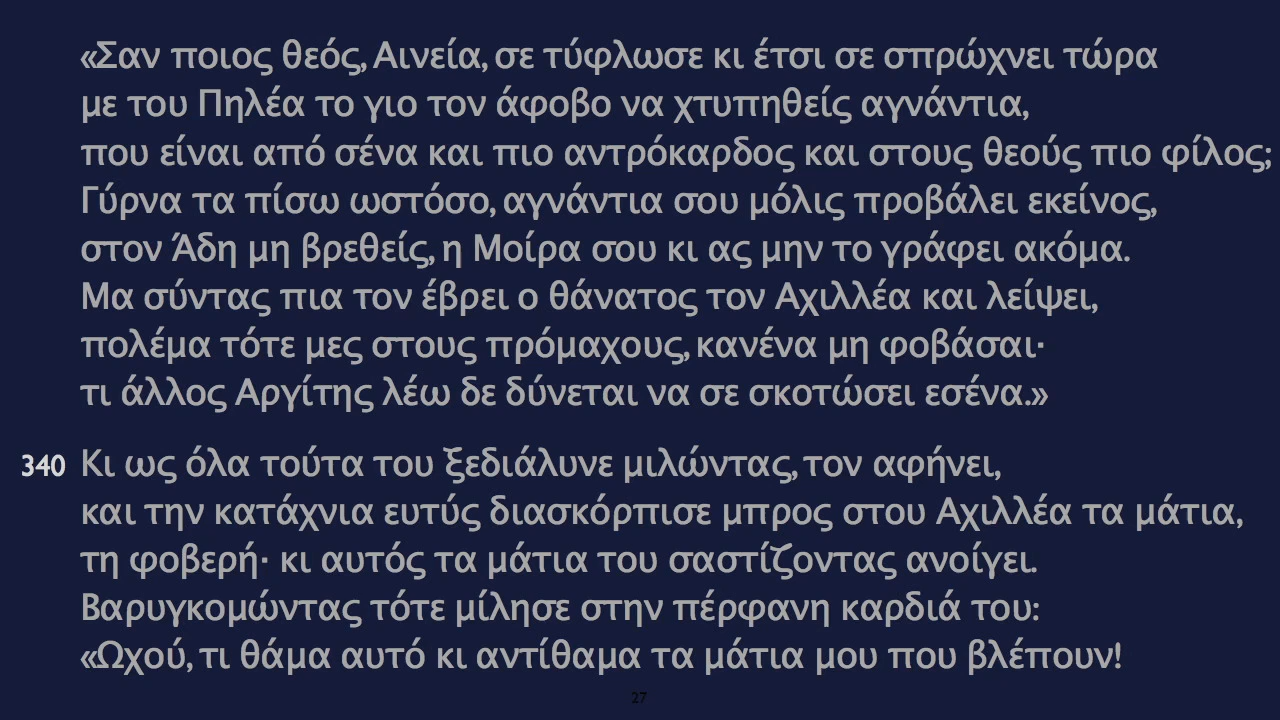 «Σαν ποιος θεός, Αινεία, σε τύφλωσε κι έτσι σε σπρώχνει τώρα
με του Πηλέα το γιο τον άφοβο να χτυπηθείς αγνάντια,
που είναι από σένα και πιο αντρόκαρδος και στους θεούς πιο φίλος;
Γύρνα τα πίσω ωστόσο, αγνάντια σου μόλις προβάλει εκείνος,
στον Άδη μη βρεθείς, η Μοίρα σου κι ας μην το γράφει ακόμα.
Μα σύντας πια τον έβρει ο θάνατος τον Αχιλλέα και λείψει,
πολέμα τότε μες στους πρόμαχους, κανένα μη φοβάσαι·
τι άλλος Αργίτης λέω δε δύνεται να σε σκοτώσει εσένα.»
340 Κι ως όλα τούτα του ξεδιάλυνε μιλώντας, τον αφήνει,
και την κατάχνια ευτύς διασκόρπισε μπρος στου Αχιλλέα τα μάτια,
τη φοβερή· κι αυτός τα μάτια του σαστίζοντας ανοίγει.
Βαρυγκομώντας τότε μίλησε στην πέρφανη καρδιά του:
«Ωχού, τι θάμα αυτό κι αντίθαμα τα μάτια μου που βλέπουν!
27